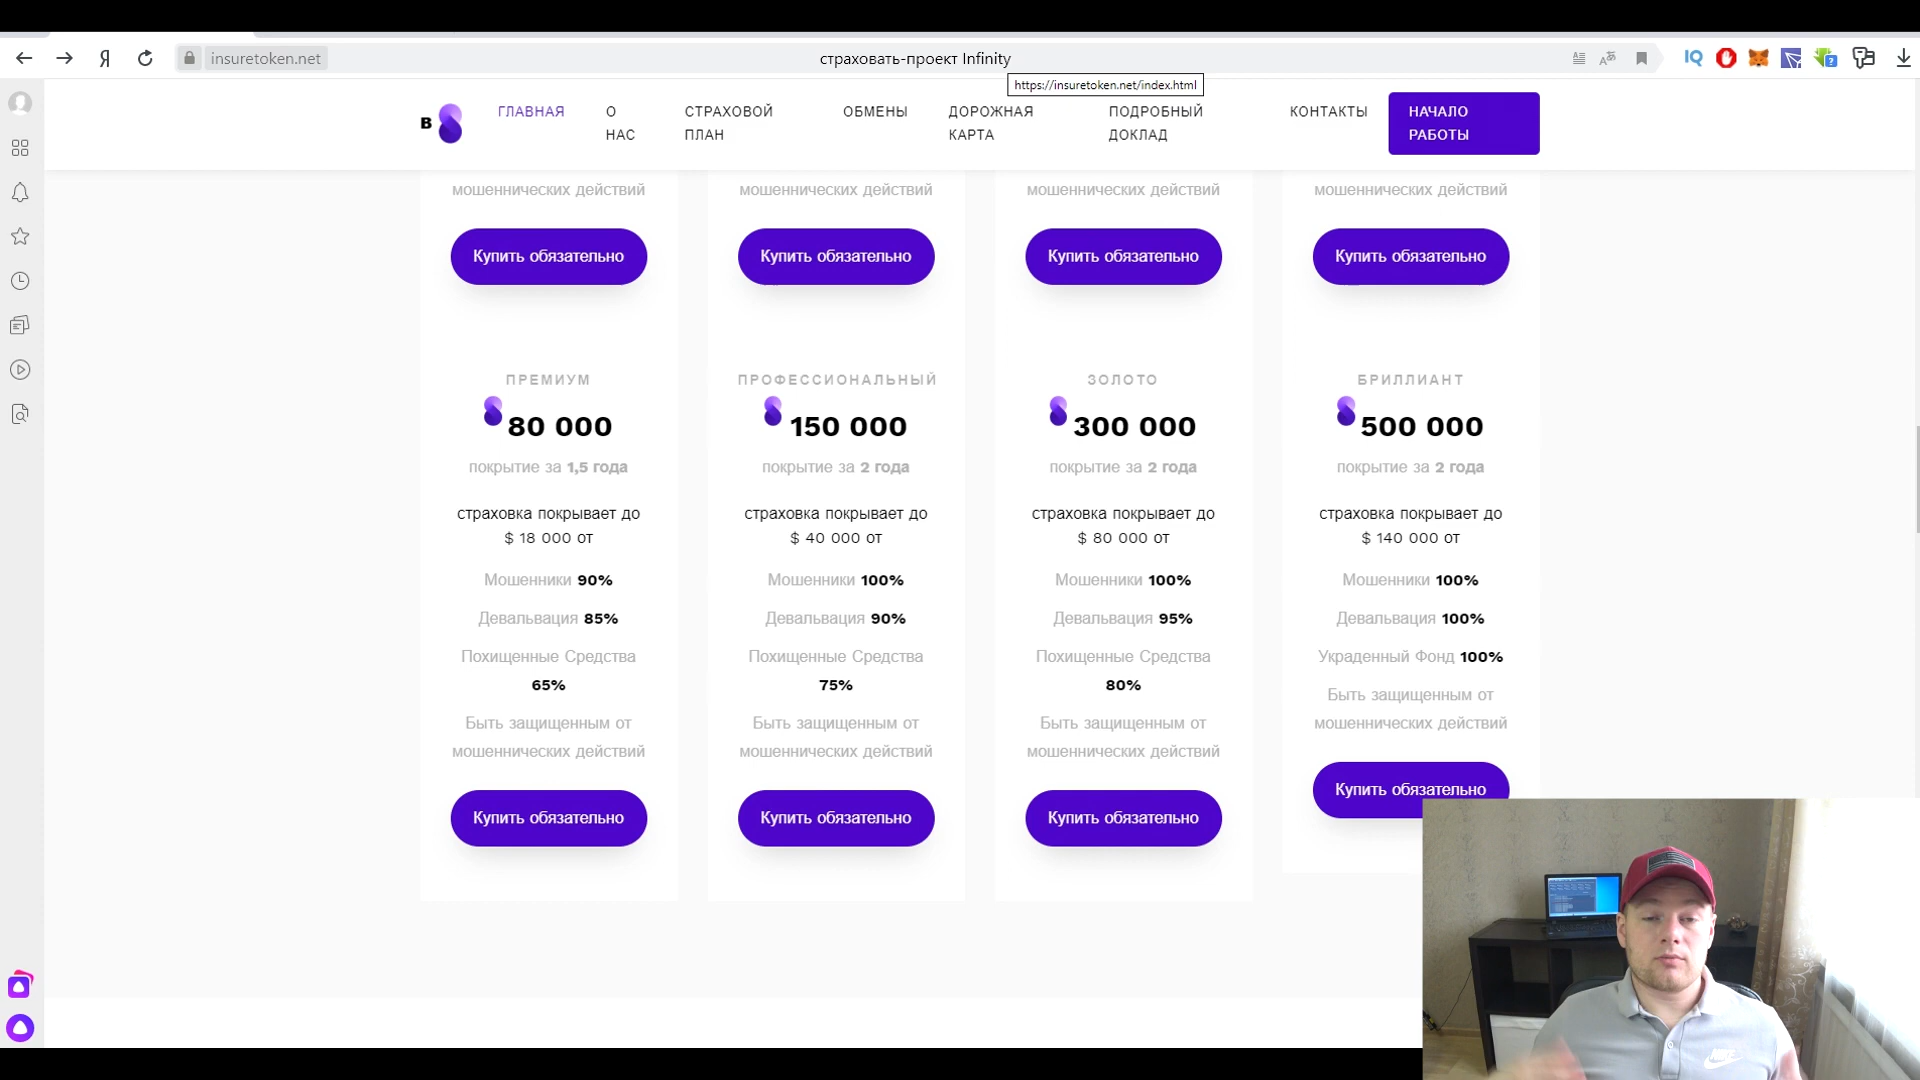 insuretoken.net
страховать-проект Infinity
https://insuretoken.net/index.html
IQ
В
ГЛАВНАЯ
О НАС
СТРАХОВОЙ ПЛАН
ОБМЕНЫ
ДОРОЖНАЯ КАРТА
ПОДРОБНЫЙ ДОКЛАД
КОНТАКТЫ
НАЧАЛО РАБОТЫ
мошеннических действий
Купить обязательно
мошеннических действий
Купить обязательно
мошеннических действий
Купить обязательно
мошеннических действий
Купить обязательно
ПРЕМИУМ
80 000
покрытие за 1,5 года
страховка покрывает до
$ 18 000 от
Мошенники 90%
Девальвация 85%
Похищенные Средства
65%
Быть защищенным от
мошеннических действий
Купить обязательно
ПРОФЕССИОНАЛЬНЫЙ
150 000
покрытие за 2 года
страховка покрывает до
$ 40 000 от
Мошенники 100%
Девальвация 90%
Похищенные Средства
75%
Быть защищенным от
мошеннических действий
Купить обязательно
ЗОЛОТО
300 000
покрытие за 2 года
страховка покрывает до
$ 80 000 от
Мошенники 100%
Девальвация 95%
Похищенные Средства
80%
Быть защищенным от
мошеннических действий
Купить обязательно
БРИЛЛИАНТ
500 000
покрытие за 2 года
страховка покрывает до
$ 140 000 от
Мошенники 100%
Девальвация 100%
Украденный Фонд 100%
Быть защищенным от
мошеннических действий
Купить обязательно